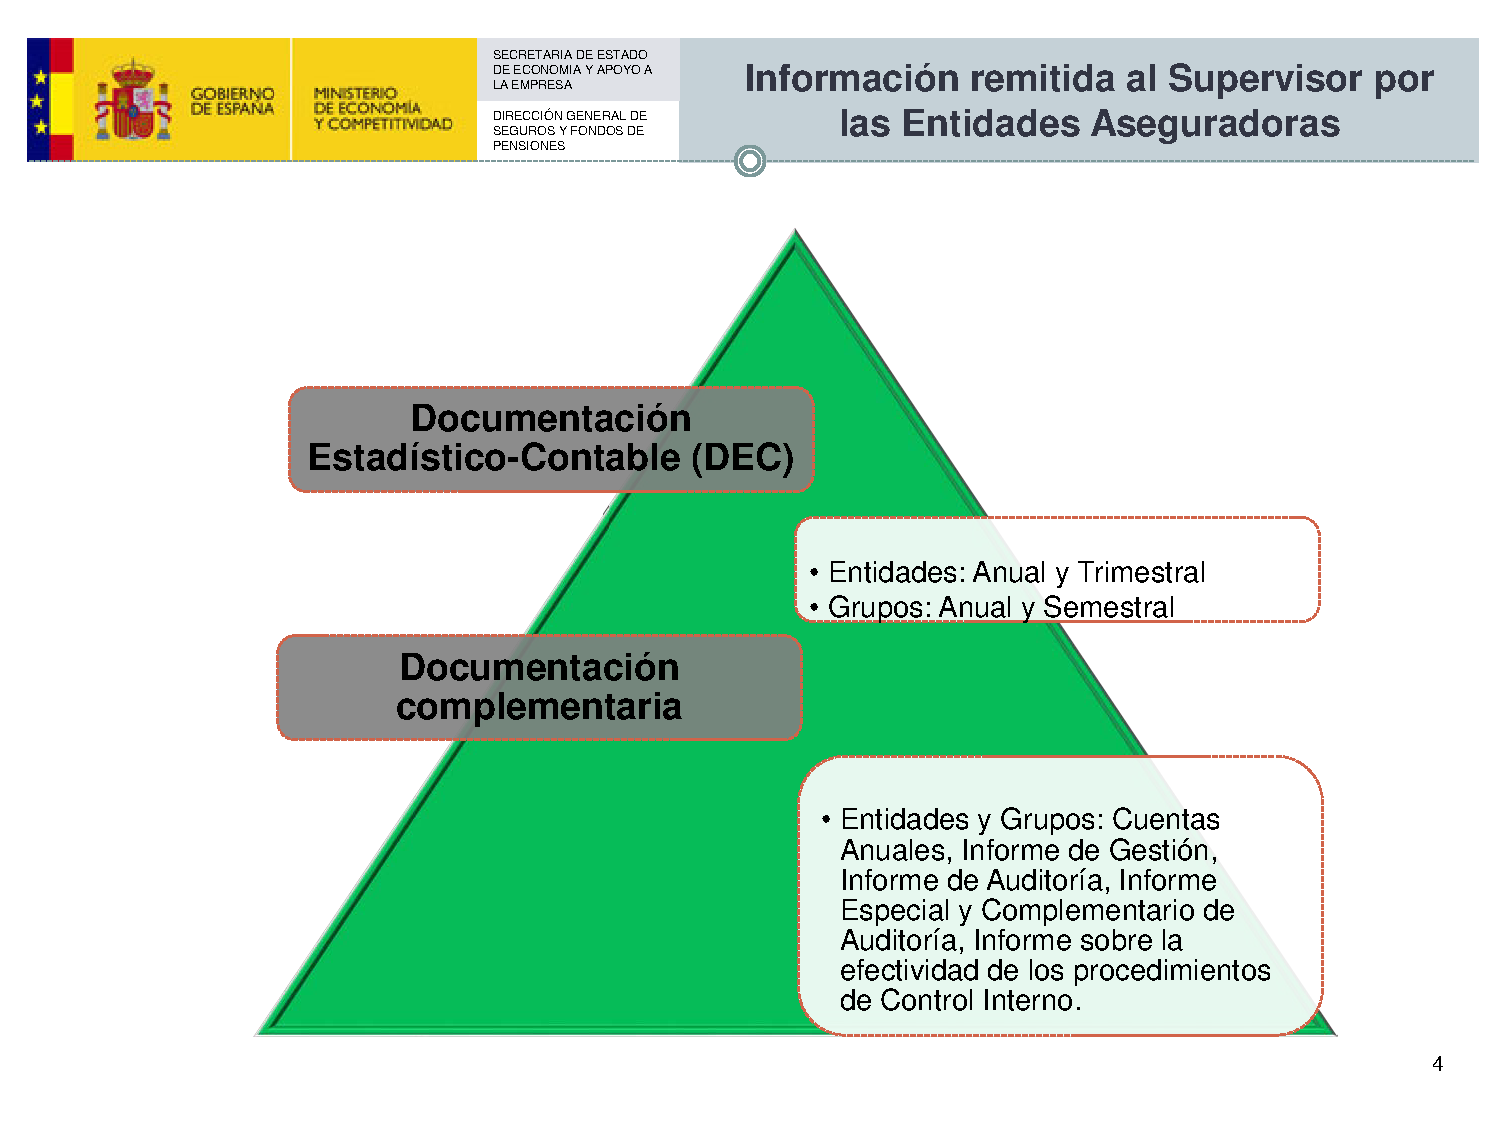 GOBIERNO
DE ESPAÑA
MINISTERIO
DE ECONOMÍA
Y COMPETITIVIDAD
SECRETARIA DE ESTADO
DE ECONOMIA Y APOYO A
LA EMPRESA
DIRECCIÓN GENERAL DE
SEGUROS Y FONDOS DE
PENSIONES
Información remitida al Supervisor por
las Entidades Aseguradoras
Documentación
Estadístico-Contable (DEC)
• Entidades: Anual y Trimestral
• Grupos: Anual y Semestral
Documentación
complementaria
• Entidades y Grupos: Cuentas
Anuales, Informe de Gestión,
Informe de Auditoría, Informe
Especial y Complementario de
Auditoría, Informe sobre la
efectividad de los procedimientos
de Control Interno.
4